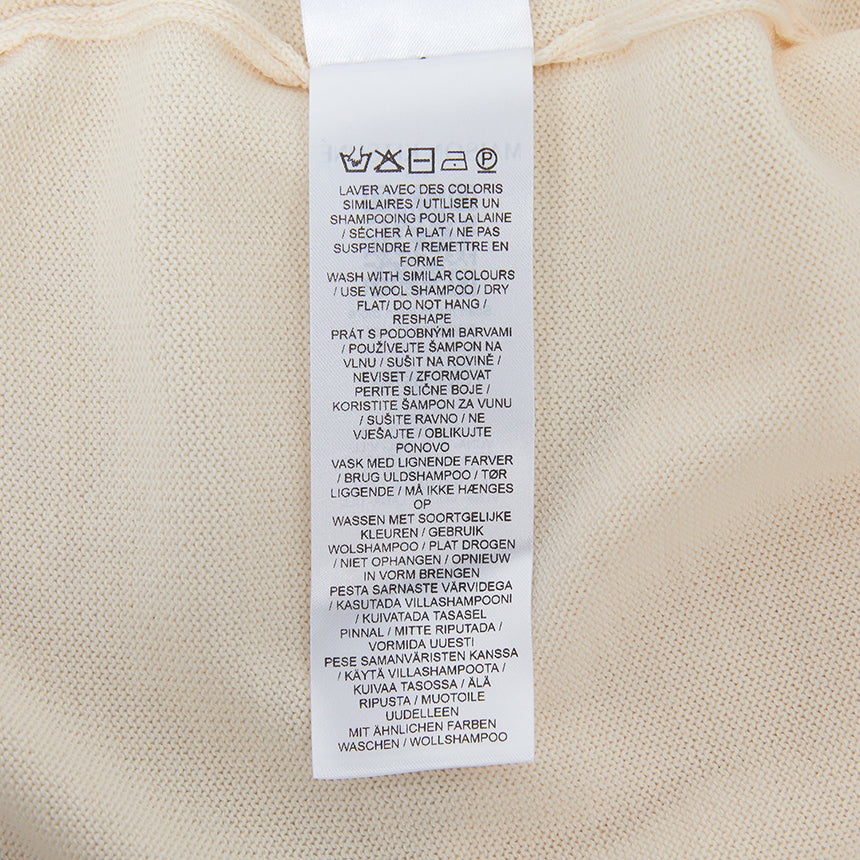 LAVER AVEC DES COLORIS
SIMILAIRES / UTILISER UN
SHAMPOOING POUR LA LAINE
/ SÉCHER À PLAT / NE PAS
SUSPENDRE / REMETTRE EN
FORME
WASH WITH SIMILAR COLOURS
/ USE WOOL SHAMPOO / DRY
FLAT/ DO NOT HANG /
RESHAPE
PRÁT S PODOBNÝMI BARVAMI
/ POUŽÍVEJTE ŠAMPON NA
VLNU / SUŠIT NA ROVINĚ /
NEVISET / ZFORMOVAT
PERITE SLIČNE BOJE /
KORISTITE ŠAMPON ZA VUNU
/ SUŠITE RAVNO / NE
VJEŠAJTE / OBLIKUJTE
PONOVO
VASK MED LIGNENDE FARVER
/ BRUG ULDSHAMPOO / TØR
LIGGENDE / MÅ IKKE HÆNGES
OP
WASSEN MET SOORTGELIJKE
KLEUREN / GEBRUIK
WOLSHAMPOO / PLAT DROGEN
/ NIET OPHANGEN / OPNIEUW
IN VORM BRENGEN
PESTA SARNASTE VÄRVIDEGA
/ KASUTADA VILLASHAMPOONI
/ KUIVATADA TASASEL
PINNAL / MITTE RIPUTADA /
VORMIDA UUESTI
PESE SAMANVÄRISTEN KANSSA
/ KÄYTÄ VILLASHAMPOOTA /
KUIVAA TASOSSA / ÄLÄ
RIPUSTA / MUOTOILE
UUDELLEEN
MIT ÄHNLICHEN FARBEN
WASCHEN / WOLLSHAMPOO